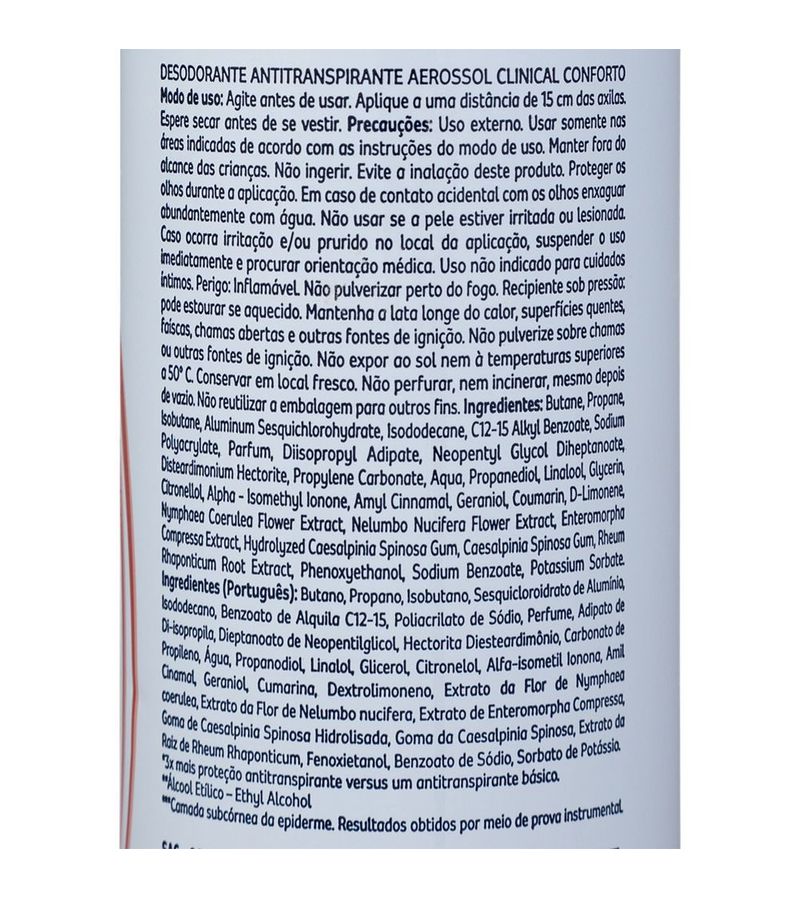 DESODORANTE ANTITRANSPIRANTE AEROSSOL CLINICAL CONFORTO
Modo de uso: Agite antes de usar. Aplique a uma distância de 15 cm das axilas.
Espere secar antes de se vestir. Precauções: Uso externo. Usar somente nas
áreas indicadas de acordo com as instruções do modo de uso. Manter fora do
alcance das crianças. Não ingerir. Evite a inalação deste produto. Proteger os
olhos durante a aplicação. Em caso de contato acidental com os olhos enxaguar
abundantemente com água. Não usar se a pele estiver irritada ou lesionada.
Caso ocorra irritação e/ou prurido no local da aplicação, suspender o uso
imediatamente e procurar orientação médica. Uso não indicado para cuidados
íntimos. Perigo: Inflamável. Não pulverizar perto do fogo. Recipiente sob pressão:
pode estourar se aquecido. Mantenha a lata longe do calor, superfícies quentes,
faíscas, chamas abertas e outras fontes de ignição. Não pulverize sobre chamas
ou outras fontes de ignição. Não expor ao sol nem à temperaturas superiores
a 50° C. Conservar em local fresco. Não perfurar, nem incinerar, mesmo depois
de vazio. Não reutilizar a embalagem para outros fins. Ingredientes: Butane, Propane,
Isobutane, Aluminum Sesquichlorohydrate, Isododecane, C12-15 Alkyl Benzoate, Sodium
Polyacrylate, Parfum, Diisopropyl Adipate, Neopentyl Glycol Diheptanoate,
Disteardimonium Hectorite, Propylene Carbonate, Aqua, Propanediol, Linalool, Glycerin,
Citronellol, Alpha - Isomethyl Ionone, Amyl Cinnamal, Geraniol, Coumarin, D-Limonene,
Nymphaea Coerulea Flower Extract, Nelumbo Nucifera Flower Extract, Enteromorpha
Compressa Extract, Hydrolyzed Caesalpinia Spinosa Gum, Caesalpinia Spinosa Gum, Rheum
Rhaponticum Root Extract, Phenoxyethanol, Sodium Benzoate, Potassium Sorbate.
Ingredientes (Português): Butano, Propano, Isobutano, Sesquicloroidrato de Alumínio,
Isododecano, Benzoato de Alquila C12-15, Poliacrilato de Sódio, Perfume, Adipato de
Di-isopropila, Dieptanoato de Neopentilglicol, Hectorita Diesteardimônio, Carbonato de
Propileno, Água, Propanodiol, Linalol, Glicerol, Citronelol, Alfa-isometil Ionona, Amil
Cinamal, Geraniol, Cumarina, Dextrolimoneno, Extrato da Flor de Nymphaea
coerulea, Extrato da Flor de Nelumbo nucifera, Extrato de Enteromorpha Compressa,
Goma de Caesalpinia Spinosa Hidrolisada, Goma da Caesalpinia Spinosa, Extrato da
Raiz de Rheum Rhaponticum, Fenoxietanol, Benzoato de Sódio, Sorbato de Potássio.
*3x mais proteção antitranspirante versus um antitranspirante básico.
**Álcool Etílico – Ethyl Alcohol
***Camada subcórnea da epiderme. Resultados obtidos por meio de prova instrumental.